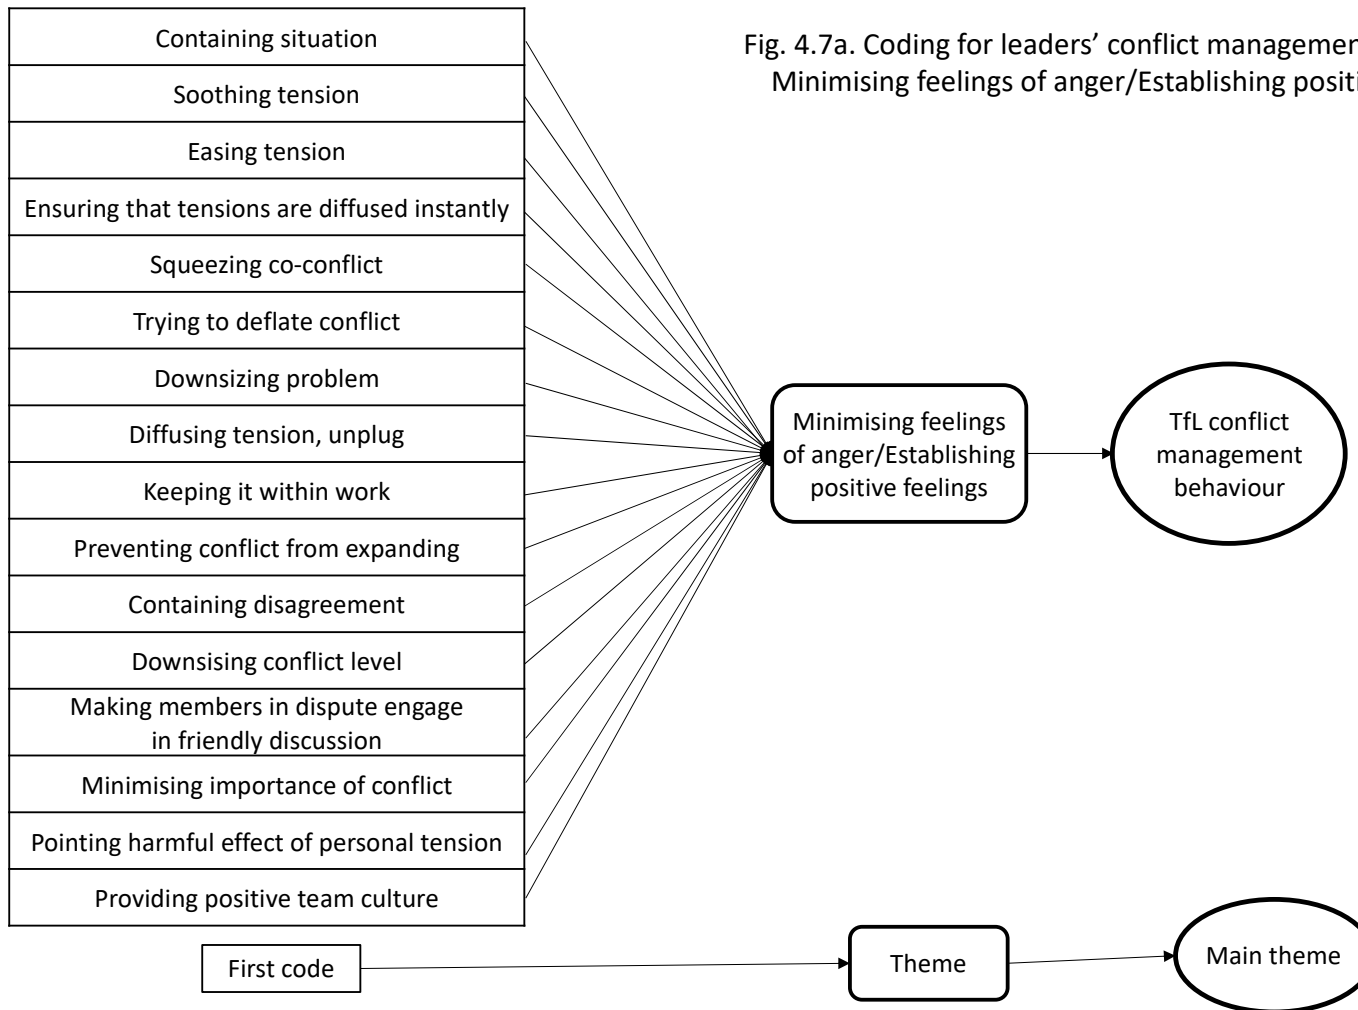 Fig. 4.7a. Coding for leaders’ conflict managemen
Minimising feelings of anger/Establishing positi
Containing situation
Soothing tension
Easing tension
Ensuring that tensions are diffused instantly
Squeezing co-conflict
Trying to deflate conflict
Downsizing problem
Diffusing tension, unplug
Keeping it within work
Preventing conflict from expanding
Containing disagreement
Downsising conflict level
Making members in dispute engage
in friendly discussion
Minimising importance of conflict
Pointing harmful effect of personal tension
Providing positive team culture
Minimising feelings
of anger/Establishing
positive feelings
TfL conflict
management
behaviour
First code
Theme
Main theme